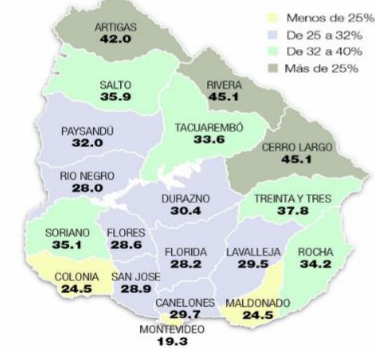 Menos de 25%
De 25 a 32%
De 32 a 40%
Más de 25%
ARTIGAS
42.0
SALTO
35.9
RIVERA
45.1
PAYSANDÚ
32.0
TACUAREMBÓ
33.6
CERRO LARGO
45.1
RIO NEGRO
28.0
DURAZNO
30.4
TREINTA Y TRES
37.8
SORIANO
35.1
FLORES
28.6
FLORIDA
28.2
LAVALLEJA
29.5
ROCHA
34.2
COLONIA
24.5
SAN JOSE
28.9
CANELONES
29.7
MALDONADO
24.5
MONTEVIDEO
19.3